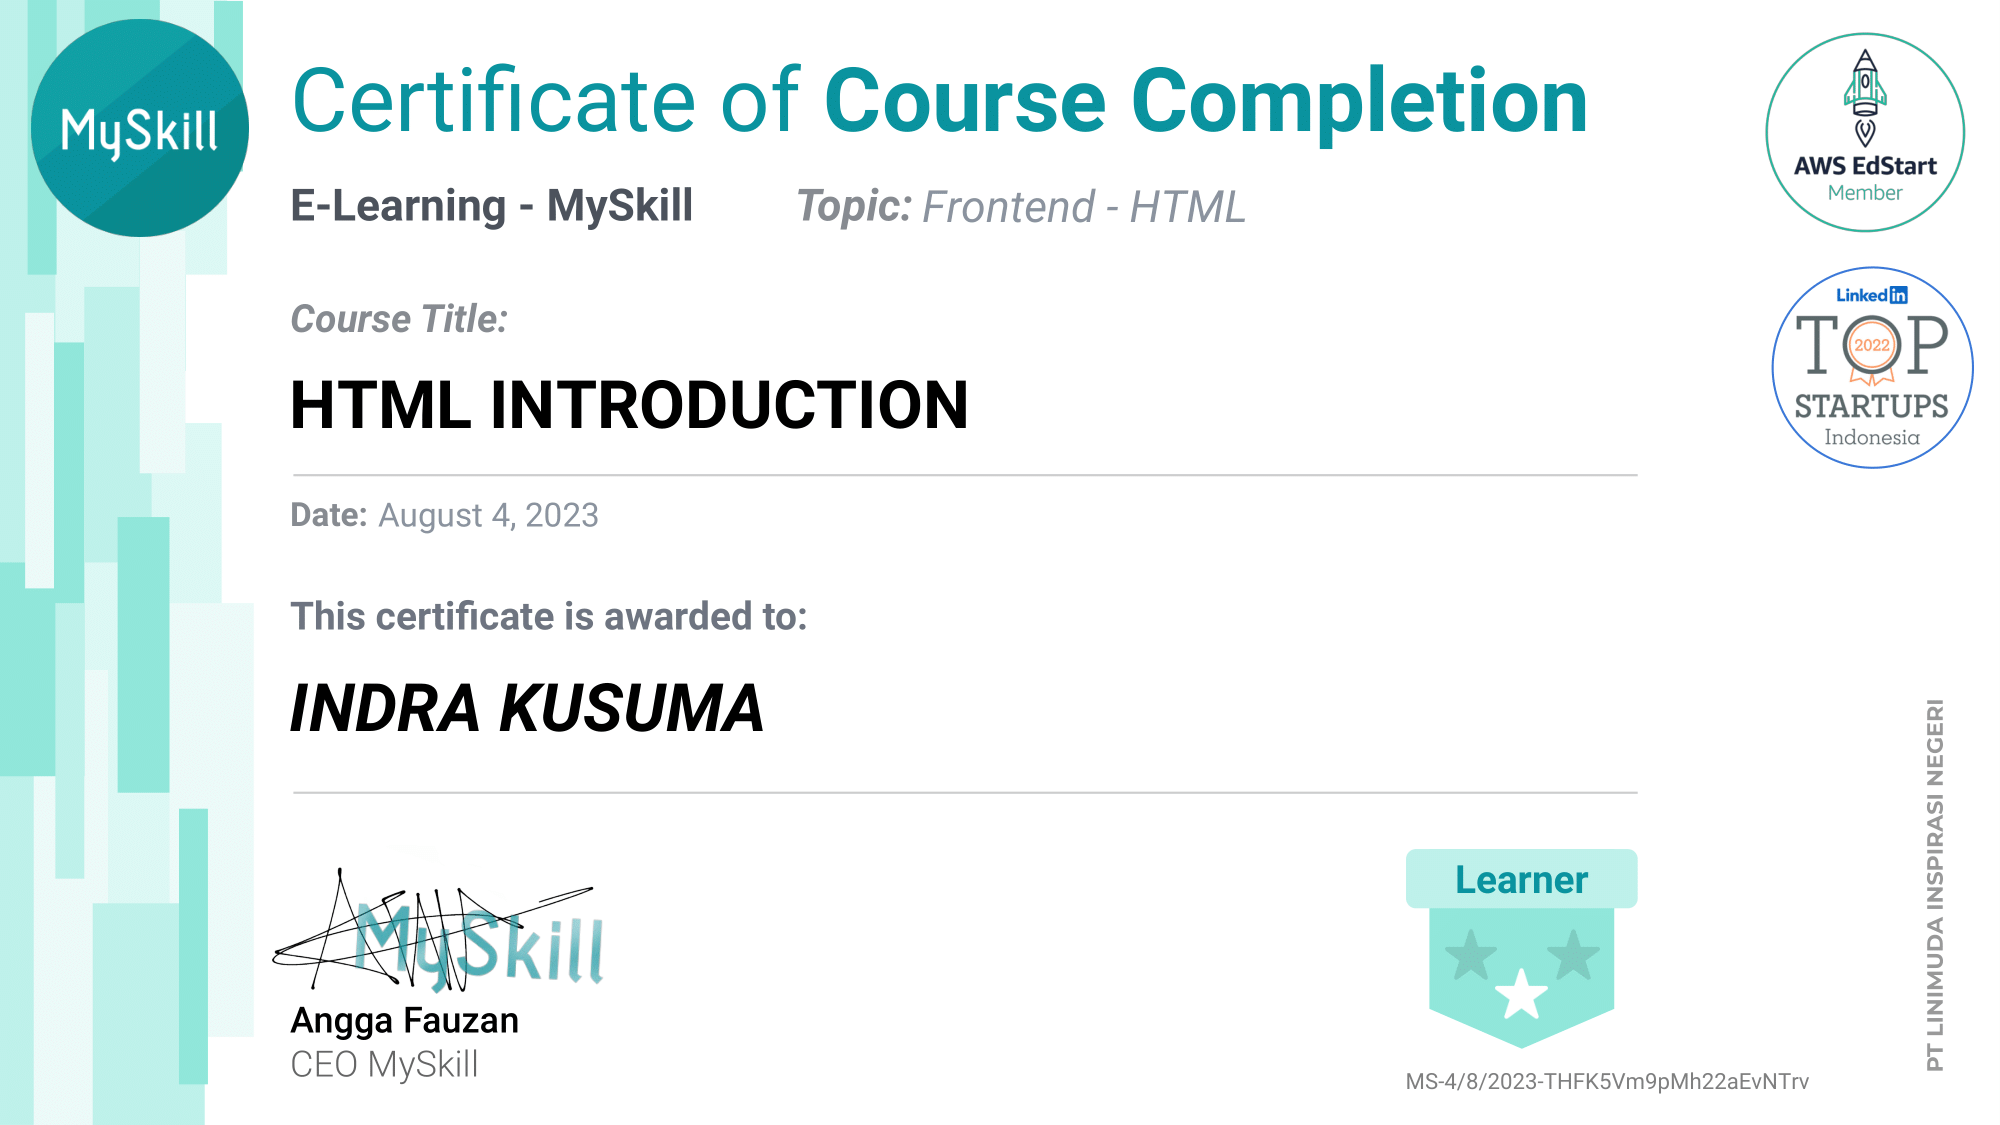 MySkill
Certificate of Course Completion
E-Learning - MySkill
Topic: Frontend - HTML
AWS EdStart
Member
Linked in
TOP
2022
STARTUPS
Indonesia
Course Title:
HTML INTRODUCTION
Date: August 4, 2023
This certificate is awarded to:
INDRA KUSUMA
MySkill
Angga Fauzan
CEO MySkill
Learner
MS-4/8/2023-THFK5Vm9pMh22aEvNTrv
PT LINIMUDA INSPIRASI NEGERI